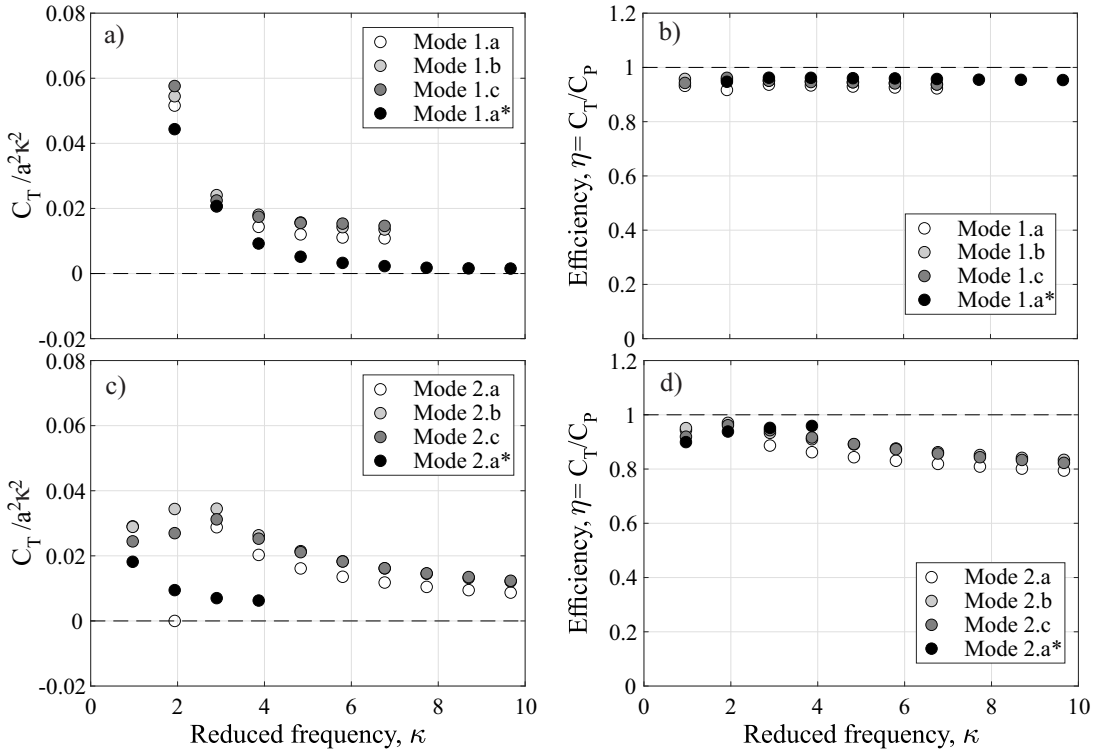 a)
0.08
0.06
0.04
0.02
0
-0.02
C_T /a²κ²
Mode 1.a
Mode 1.b
Mode 1.c
Mode 1.a*
b)
1.2
1
0.8
0.6
0.4
0.2
0
Efficiency, η= C_T/C_P
Mode 1.a
Mode 1.b
Mode 1.c
Mode 1.a*
c)
0.08
0.06
0.04
0.02
0
-0.02
C_T /a²κ²
Mode 2.a
Mode 2.b
Mode 2.c
Mode 2.a*
0 2 4 6 8 10
Reduced frequency, κ
d)
1.2
1
0.8
0.6
0.4
0.2
0
Efficiency, η= C_T/C_P
Mode 2.a
Mode 2.b
Mode 2.c
Mode 2.a*
0 2 4 6 8 10
Reduced frequency, κ